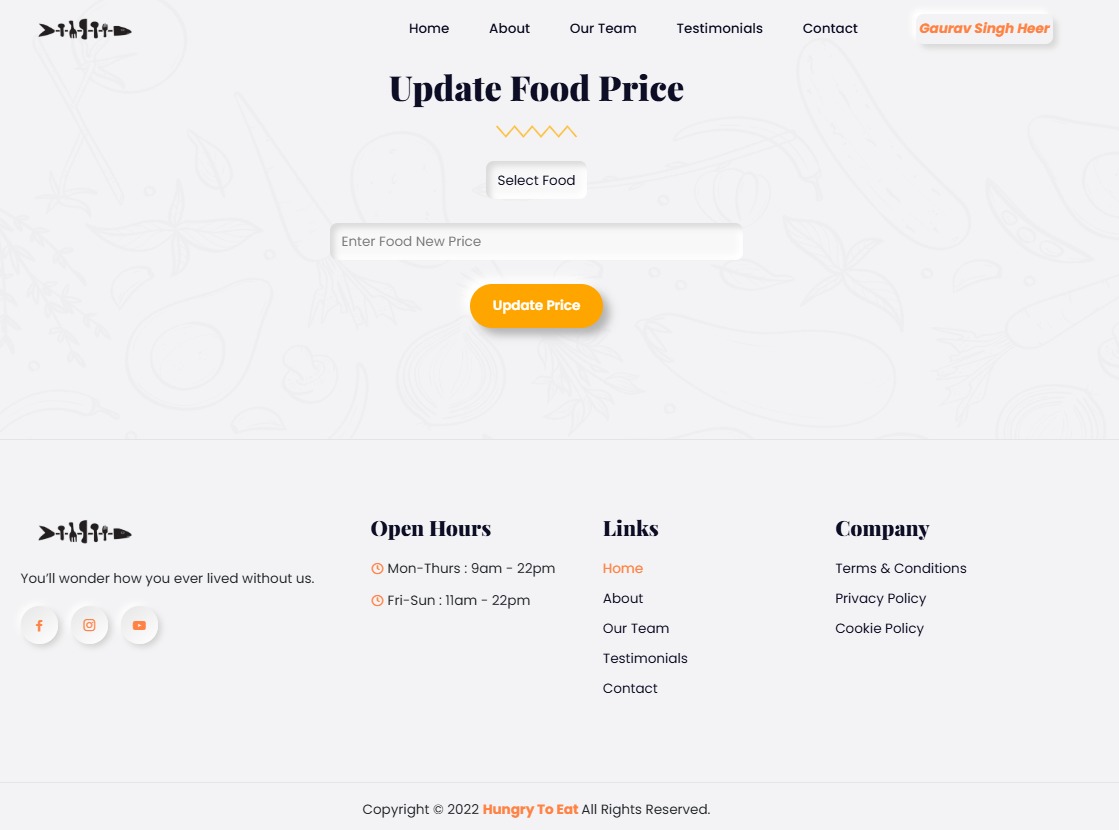 Home About Our Team Testimonials Contact Gaurav Singh Heer
Update Food Price
Select Food
Enter Food New Price
Update Price
You'll wonder how you ever lived without us.
Open Hours
Mon-Thurs : 9am - 22pm
Fri-Sun : 11am - 22pm
Links
Home
About
Our Team
Testimonials
Contact
Company
Terms & Conditions
Privacy Policy
Cookie Policy
Copyright © 2022 Hungry To Eat All Rights Reserved.